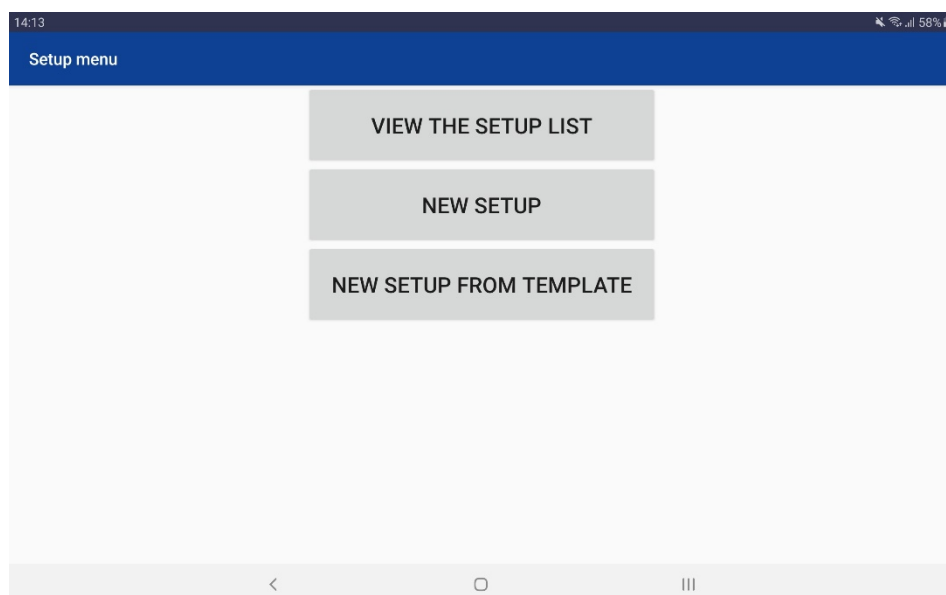 14:13
58%
Setup menu
VIEW THE SETUP LIST
NEW SETUP
NEW SETUP FROM TEMPLATE